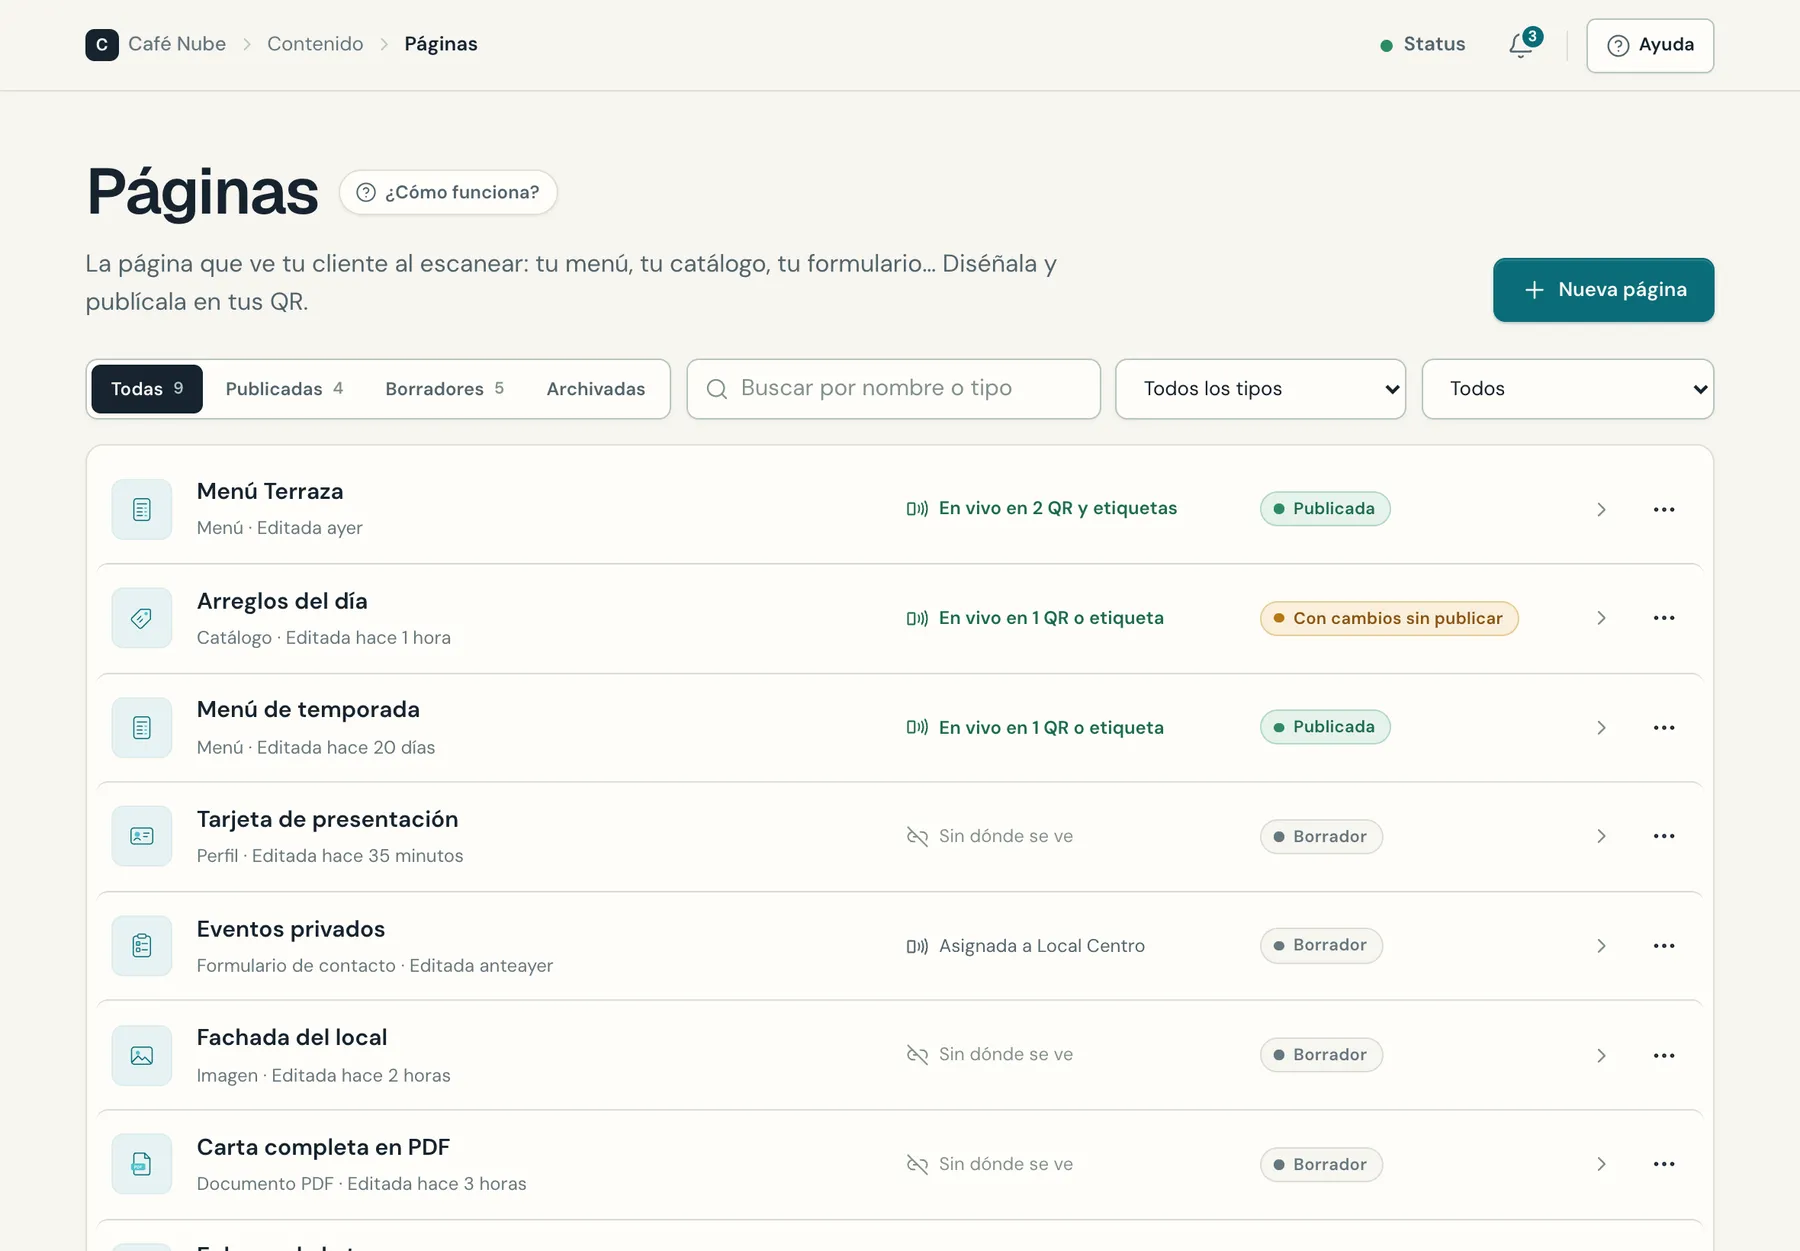 C Café Nube > Contenido > Páginas
Status
3
Ayuda
Páginas
¿Cómo funciona?
La página que ve tu cliente al escanear: tu menú, tu catálogo, tu formulario... Diséñala y
publícala en tus QR.
+ Nueva página
Todas 9
Publicadas 4
Borradores 5
Archivadas
Buscar por nombre o tipo
Todos los tipos
Todos
Menú Terraza
Menú · Editada ayer
En vivo en 2 QR y etiquetas
Publicada
Arreglos del día
Catálogo · Editada hace 1 hora
En vivo en 1 QR o etiqueta
Con cambios sin publicar
Menú de temporada
Menú · Editada hace 20 días
En vivo en 1 QR o etiqueta
Publicada
Tarjeta de presentación
Perfil · Editada hace 35 minutos
Sin dónde se ve
Borrador
Eventos privados
Formulario de contacto · Editada anteayer
Asignada a Local Centro
Borrador
Fachada del local
Imagen · Editada hace 2 horas
Sin dónde se ve
Borrador
Carta completa en PDF
Documento PDF · Editada hace 3 horas
Sin dónde se ve
Borrador